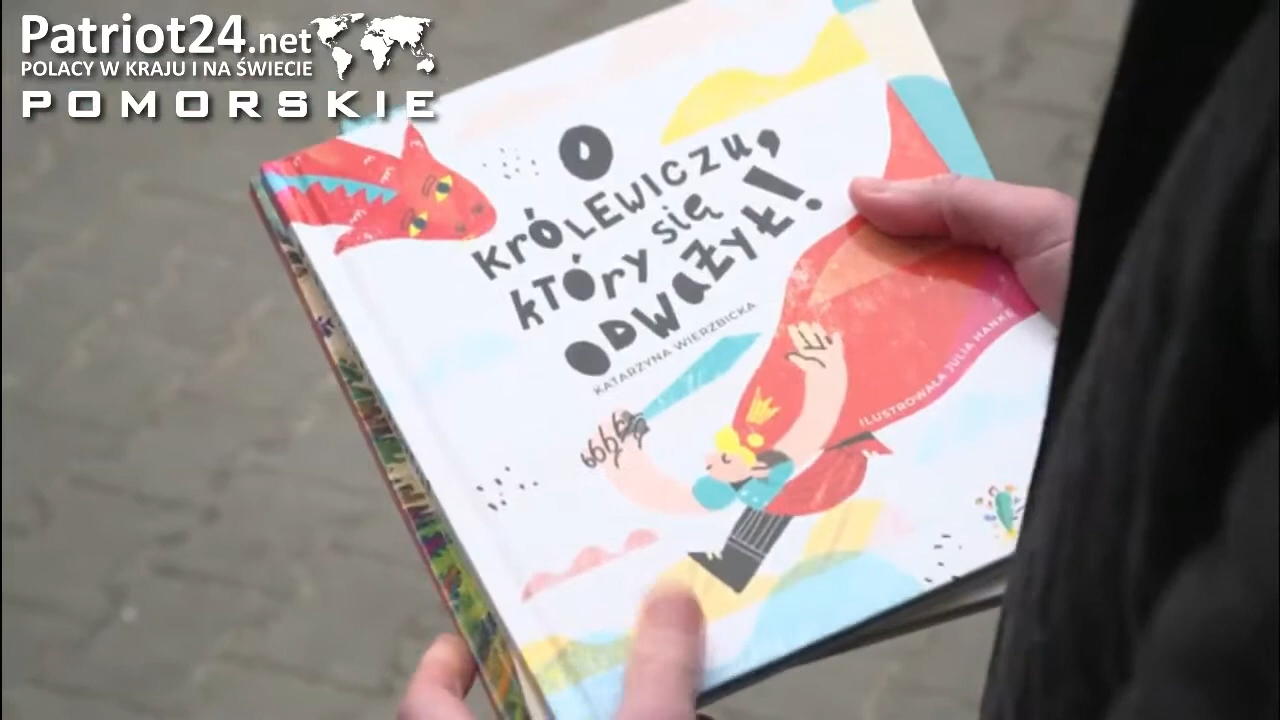 Patriot24.net
POLACY W KRAJU I NA ŚWIECIE
POMORSKIE
O
KRÓLEWICZU,
KTÓRY SIĘ
ODWAŻYŁ!
KATARZYNA WIERZBICKA
ILUSTROWAŁA JULIA HANKE